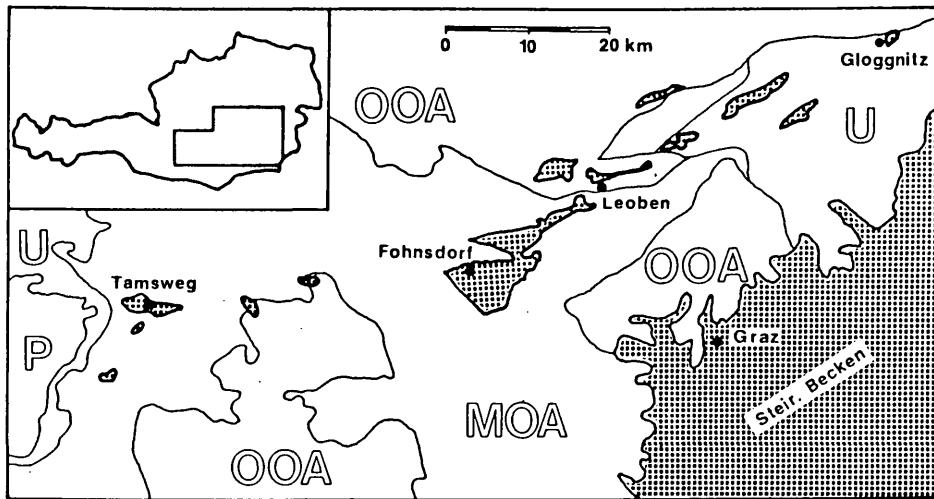 0 10 20 km
Gloggnitz
OOA
U
Leoben
Fohnsdorf
OOA
U
Tamsweg
P
Graz
Steir. Becken
MOA
OOA